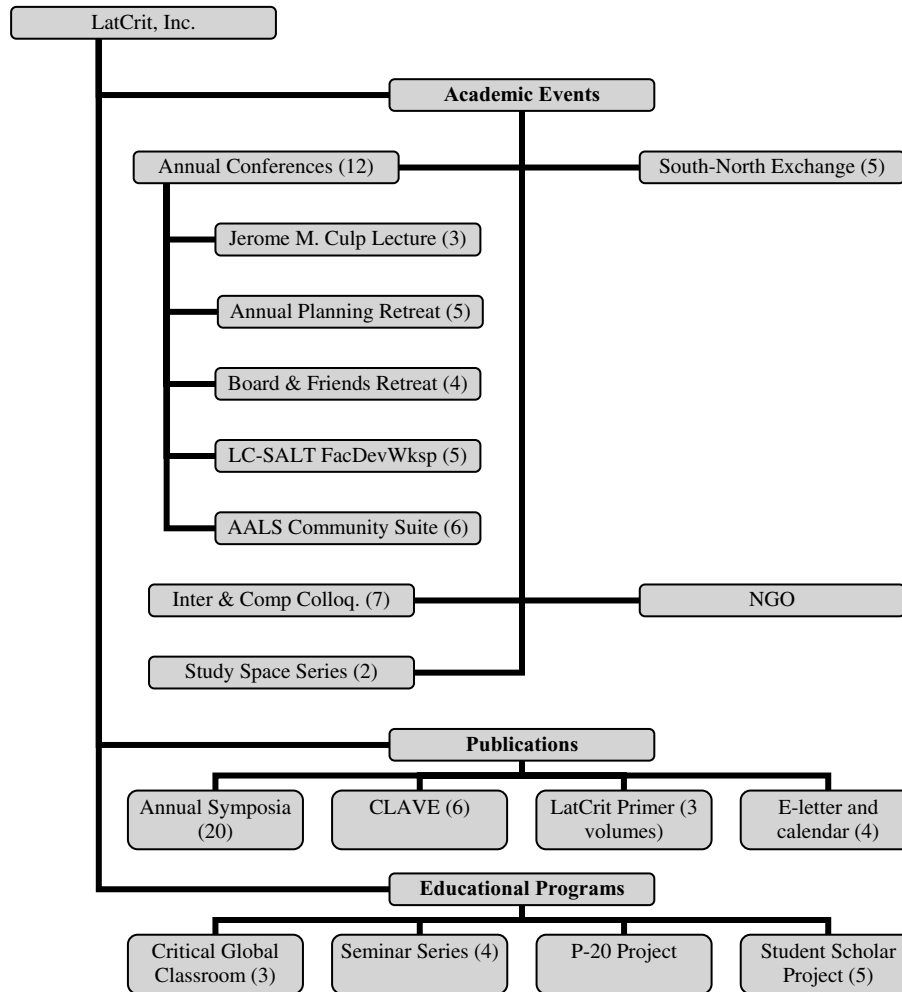 LatCrit, Inc.
Academic Events
Annual Conferences (12)
South-North Exchange (5)
Jerome M. Culp Lecture (3)
Annual Planning Retreat (5)
Board & Friends Retreat (4)
LC-SALT FacDevWksp (5)
AALS Community Suite (6)
Inter & Comp Colloq. (7)
NGO
Study Space Series (2)
Publications
Annual Symposia
(20)
CLAVE (6)
LatCrit Primer (3
volumes)
E-letter and
calendar (4)
Educational Programs
Critical Global
Classroom (3)
Seminar Series (4)
P-20 Project
Student Scholar
Project (5)